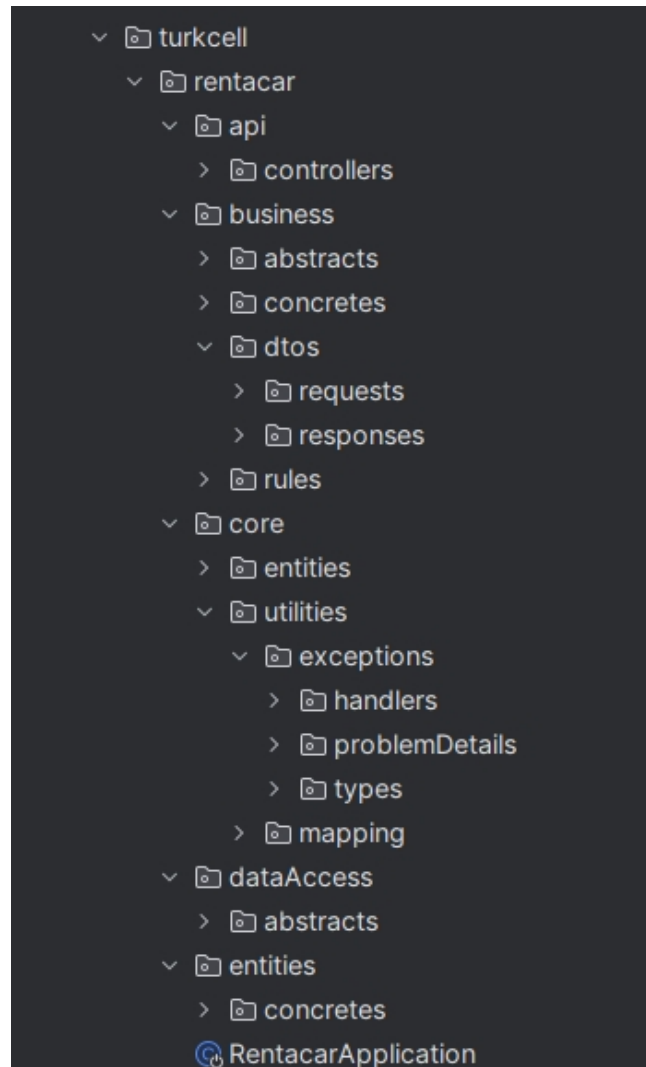 turkcell
rentacar
api
controllers
business
abstracts
concretes
dtos
requests
responses
rules
core
entities
utilities
exceptions
handlers
problemDetails
types
mapping
dataAccess
abstracts
entities
concretes
RentacarApplication